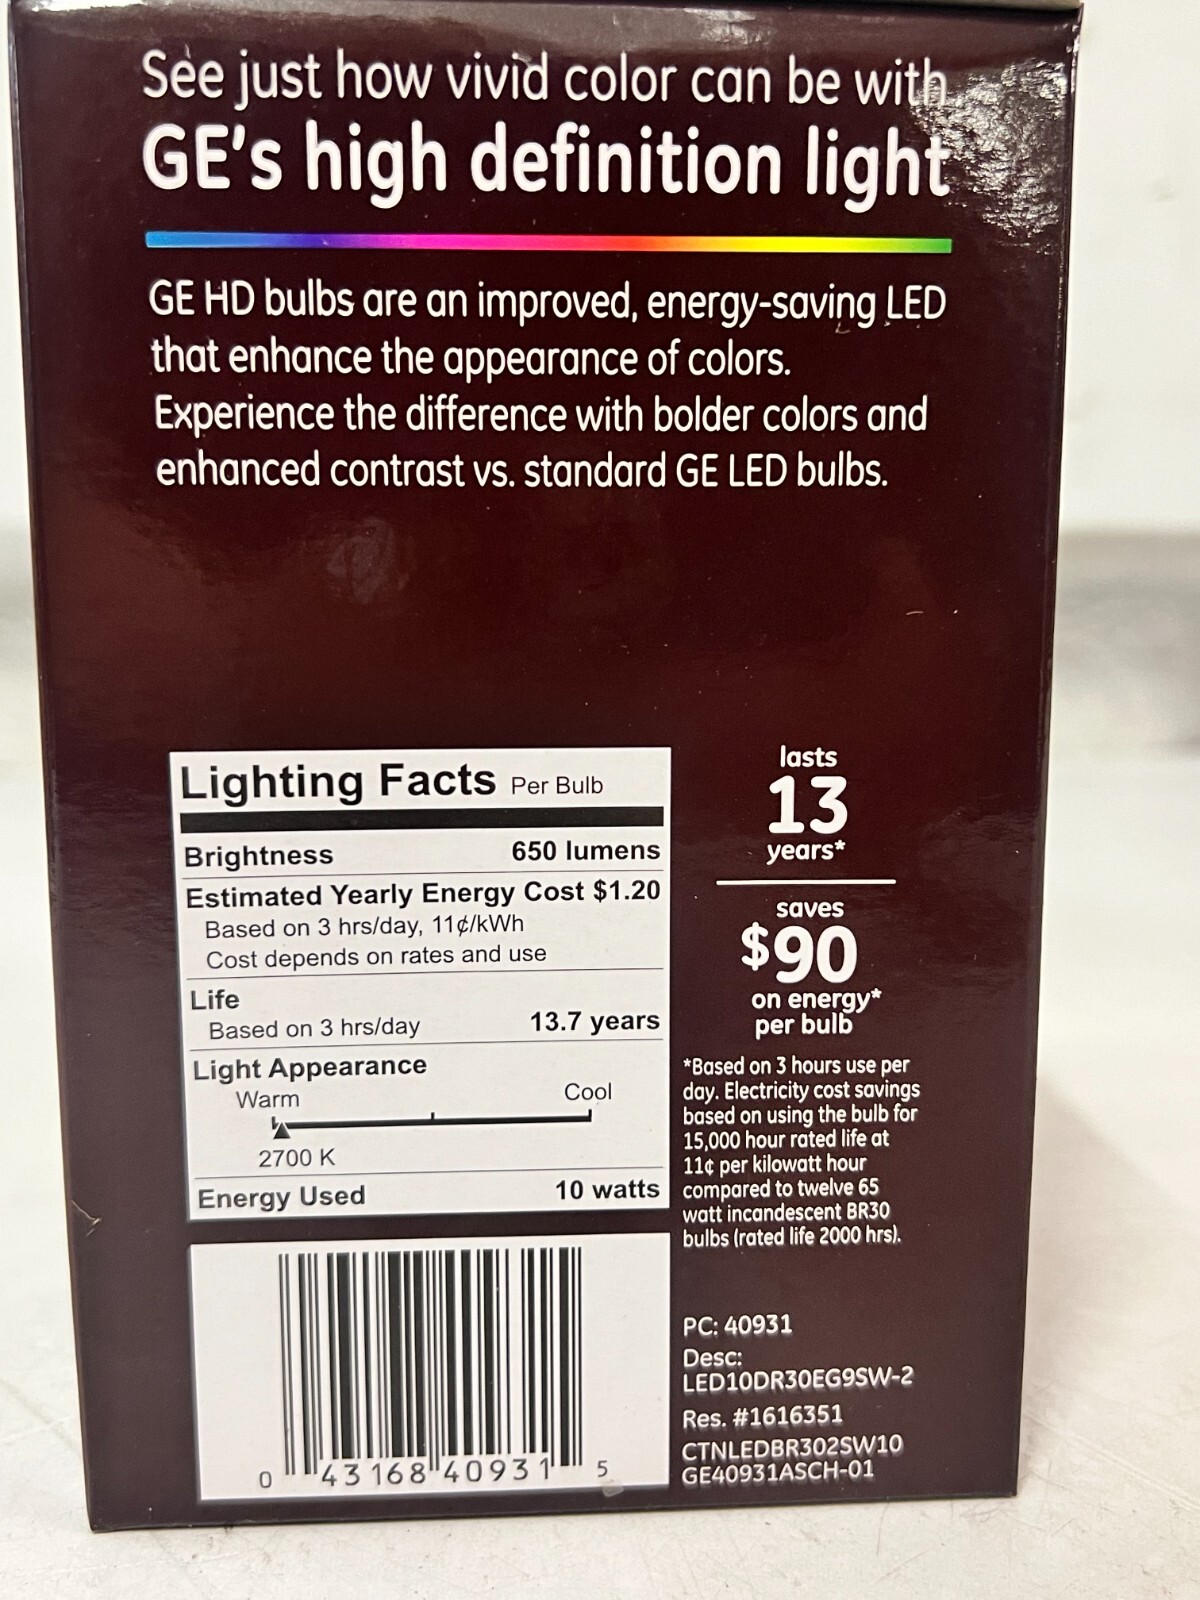 See just how vivid color can be with
GE's high definition light
GE HD bulbs are an improved, energy-saving LED
that enhance the appearance of colors.
Experience the difference with bolder colors and
enhanced contrast vs. standard GE LED bulbs.
Lighting Facts Per Bulb
Brightness 650 lumens
Estimated Yearly Energy Cost $1.20
Based on 3 hrs/day, 11¢/kWh
Cost depends on rates and use
Life
Based on 3 hrs/day 13.7 years
Light Appearance
Warm Cool
2700 K
Energy Used 10 watts
0 43168 40931 5
lasts
13
years*
saves
$90
on energy*
per bulb
*Based on 3 hours use per
day. Electricity cost savings
based on using the bulb for
15,000 hour rated life at
11¢ per kilowatt hour
compared to twelve 65
watt incandescent BR30
bulbs (rated life 2000 hrs).
PC: 40931
Desc:
LED10DR30EG9SW-2
Res. #1616351
CTNLEDBR302SW10
GE40931ASCH-01